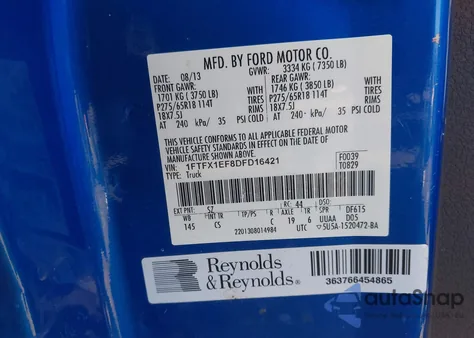 MFD. BY FORD MOTOR CO.
DATE: 08/13 GVWR: 3334 KG ( 7350 LB)
FRONT GAWR: REAR GAWR:
1701 KG ( 3750 LB) 1746 KG ( 3850 LB)
P275/65R18 114T WITH TIRES P275/65R18 114T WITH TIRES
18X7.5J RIMS 18X7.5J RIMS
AT 240 kPa/ 35 PSI COLD AT 240 kPa/ 35 PSI COLD
THIS VEHICLE CONFORMS TO ALL APPLICABLE FEDERAL MOTOR
VEHICLE SAFETY STANDARDS IN EFFECT ON THE DATE OF
MANUFACTURE SHOWN ABOVE.
VIN: 1FTFX1EF8DFD16421 F0039
TYPE: Truck T0829
EXT PNT: SZ RC: 44 DSO:
WB INT TR TP/PS R AXLE TR SPR DF615
145 CS C 19 6 UUAA D05
2201308014984 UTC 5U5A-1520472-BA
Reynolds
& Reynolds®
363766454865
autoSnap